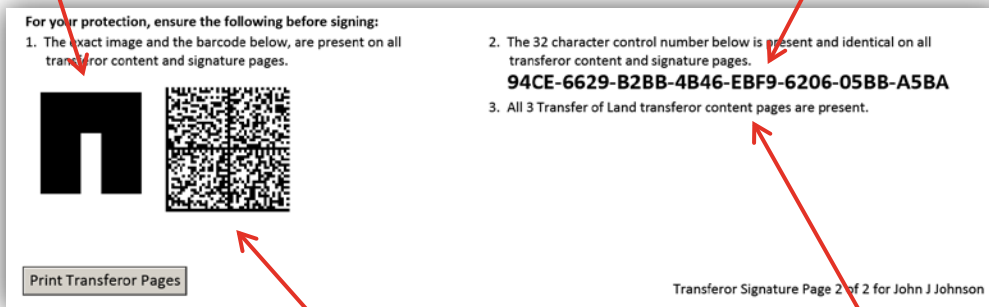 For your protection, ensure the following before signing:
1. The exact image and the barcode below, are present on all
transferor content and signature pages.
2. The 32 character control number below is present and identical on all
transferor content and signature pages.
94CE-6629-B2BB-4B46-EBF9-6206-05BB-A5BA
3. All 3 Transfer of Land transferor content pages are present.
Print Transferor Pages
Transferor Signature Page 2 of 2 for John J Johnson